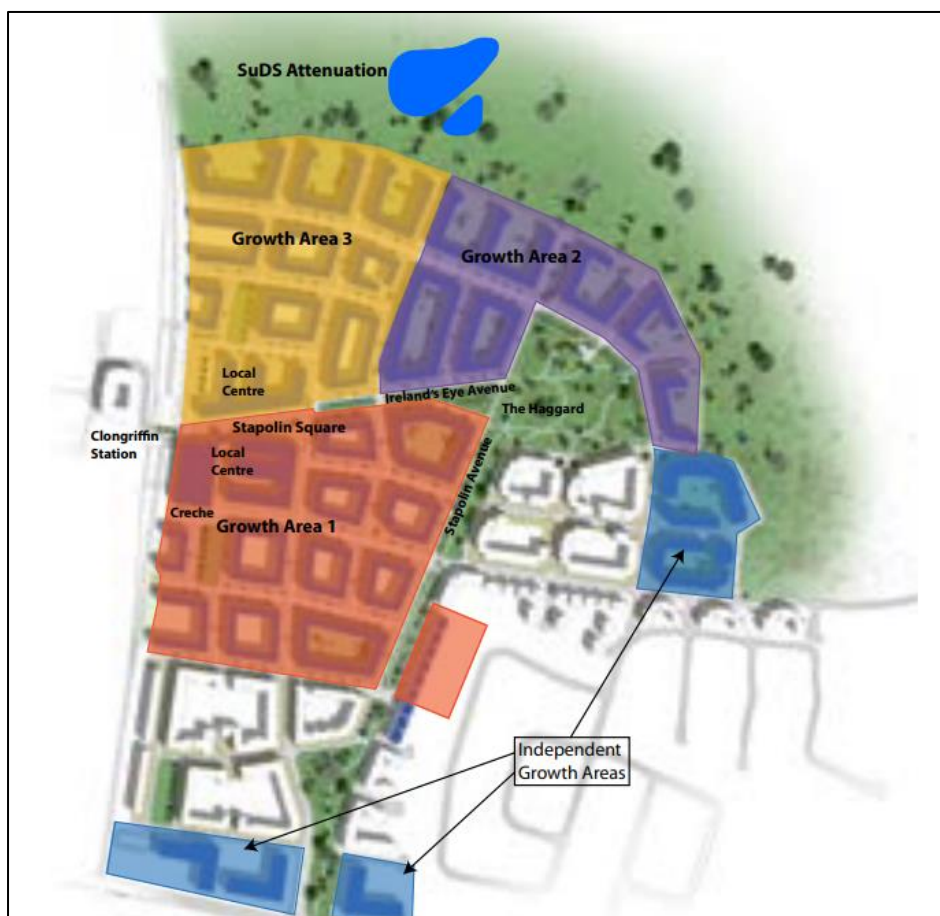 SuDS Attenuation
Growth Area 3
Growth Area 2
Local
Centre
Ireland's Eye Avenue
The Haggard
Stapolin Square
Clongriffin
Station
Local
Centre
Stapolin Avenue
Creche
Growth Area 1
Independent
Growth Areas